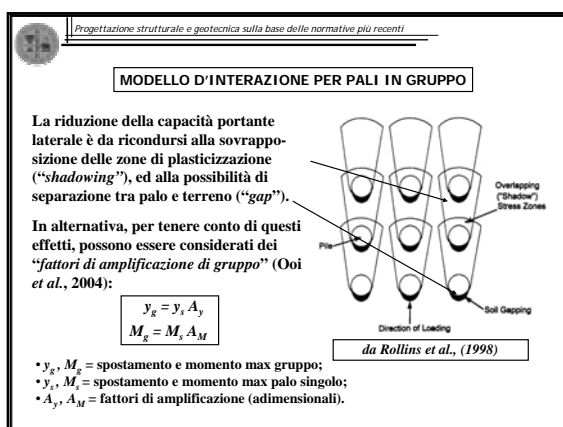 Progettazione strutturale e geotecnica sulla base delle normative più recenti
MODELLO D'INTERAZIONE PER PALI IN GRUPPO
La riduzione della capacità portante
laterale è da ricondursi alla sovrappo-
sizione delle zone di plasticizzazione
("shadowing"), ed alla possibilità di
separazione tra palo e terreno ("gap").
In alternativa, per tenere conto di questi
effetti, possono essere considerati dei
"fattori di amplificazione di gruppo" (Ooi
et al., 2004):
y_g = y_s A_y
M_g = M_s A_M
• y_g, M_g = spostamento e momento max gruppo;
• y_s, M_s = spostamento e momento max palo singolo;
• A_y, A_M = fattori di amplificazione (adimensionali).
Overlapping
("Shadow")
Stress Zones
Pile
Soil Gapping
Direction of Loading
da Rollins et al., (1998)